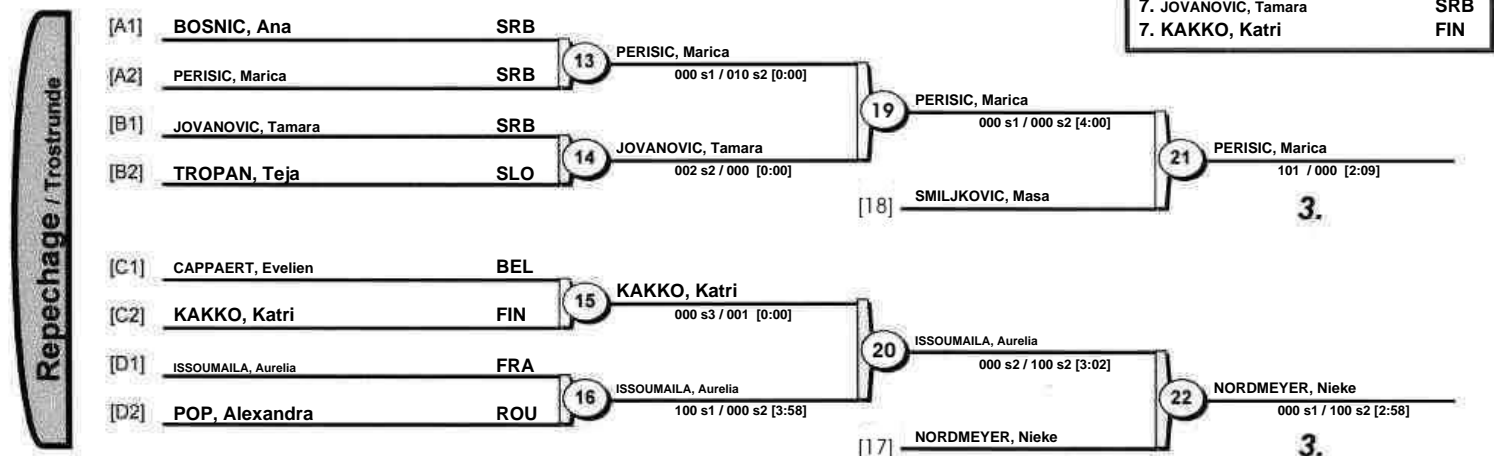 7. JOVANOVIC, Tamara SRB
7. KAKKO, Katri FIN
Repechage / Trostrunde
[A1] BOSNIC, Ana SRB
[A2] PERISIC, Marica SRB
13 PERISIC, Marica
000 s1 / 010 s2 [0:00]
[B1] JOVANOVIC, Tamara SRB
[B2] TROPAN, Teja SLO
14 JOVANOVIC, Tamara
002 s2 / 000 [0:00]
19 PERISIC, Marica
000 s1 / 000 s2 [4:00]
[18] SMILJKOVIC, Masa
21 PERISIC, Marica
101 / 000 [2:09]
3.
[C1] CAPPAERT, Evelien BEL
[C2] KAKKO, Katri FIN
15 KAKKO, Katri
000 s3 / 001 [0:00]
[D1] ISSOUMAILA, Aurelia FRA
[D2] POP, Alexandra ROU
16 ISSOUMAILA, Aurelia
100 s1 / 000 s2 [3:58]
20 ISSOUMAILA, Aurelia
000 s2 / 100 s2 [3:02]
[17] NORDMEYER, Nieke
22 NORDMEYER, Nieke
000 s1 / 100 s2 [2:58]
3.